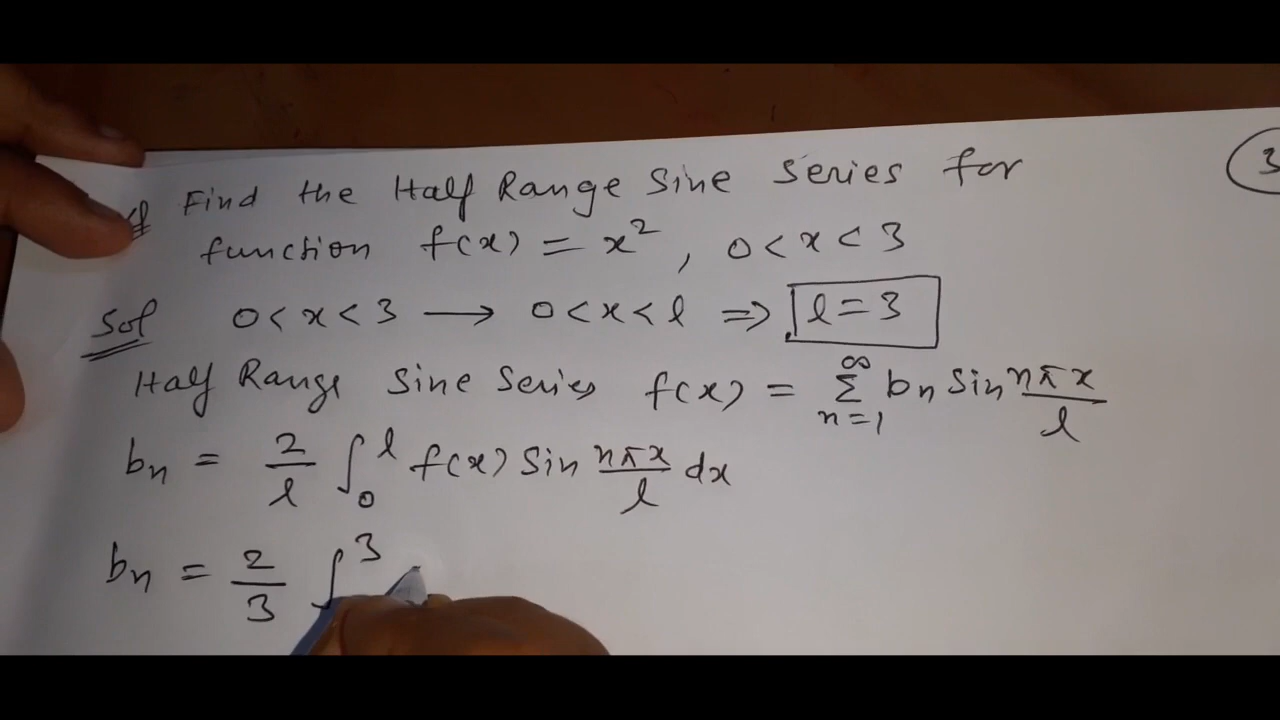 Find the Half Range Sine Series for
function f(x) = x², 0 < x < 3
Sol 0 < x < 3 → 0 < x < l ⇒ l = 3
Half Range Sine Series f(x) = ∑_{n=1}^{∞} bn Sin nπx/l
bn = 2/l ∫_0^l f(x) Sin nπx/l dx
bn = 2/3 ∫^3
3